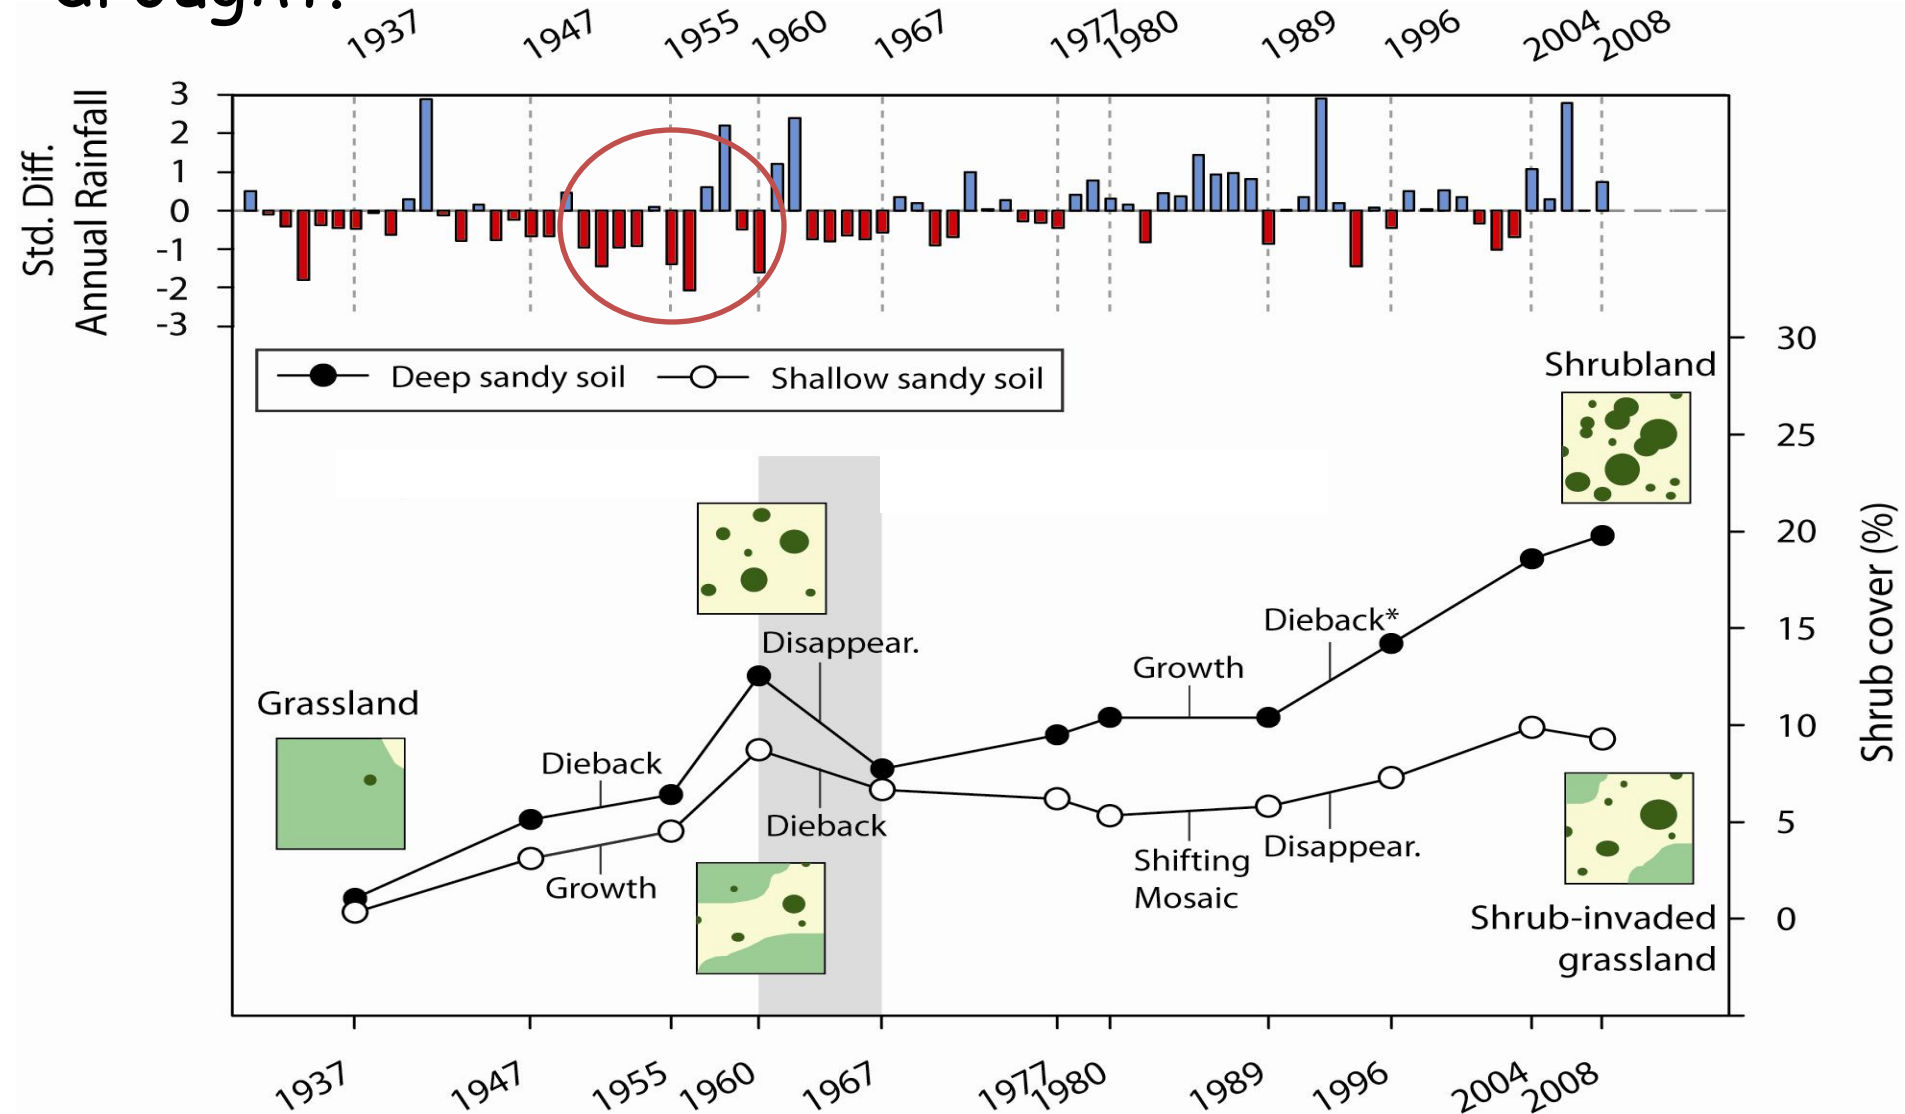 drought?
1937 1947 1955 1960 1967 1977 1980 1989 1996 2004 2008
Std. Diff.
Annual Rainfall
3
2
1
0
-1
-2
-3
Deep sandy soil
Shallow sandy soil
30
25
20
15
10
5
0
Shrub cover (%)
Shrubland
Disappear.
Dieback*
Growth
Grassland
Dieback
Dieback
Growth
Shifting
Mosaic
Disappear.
Shrub-invaded
grassland
1937 1947 1955 1960 1967 1977 1980 1989 1996 2004 2008